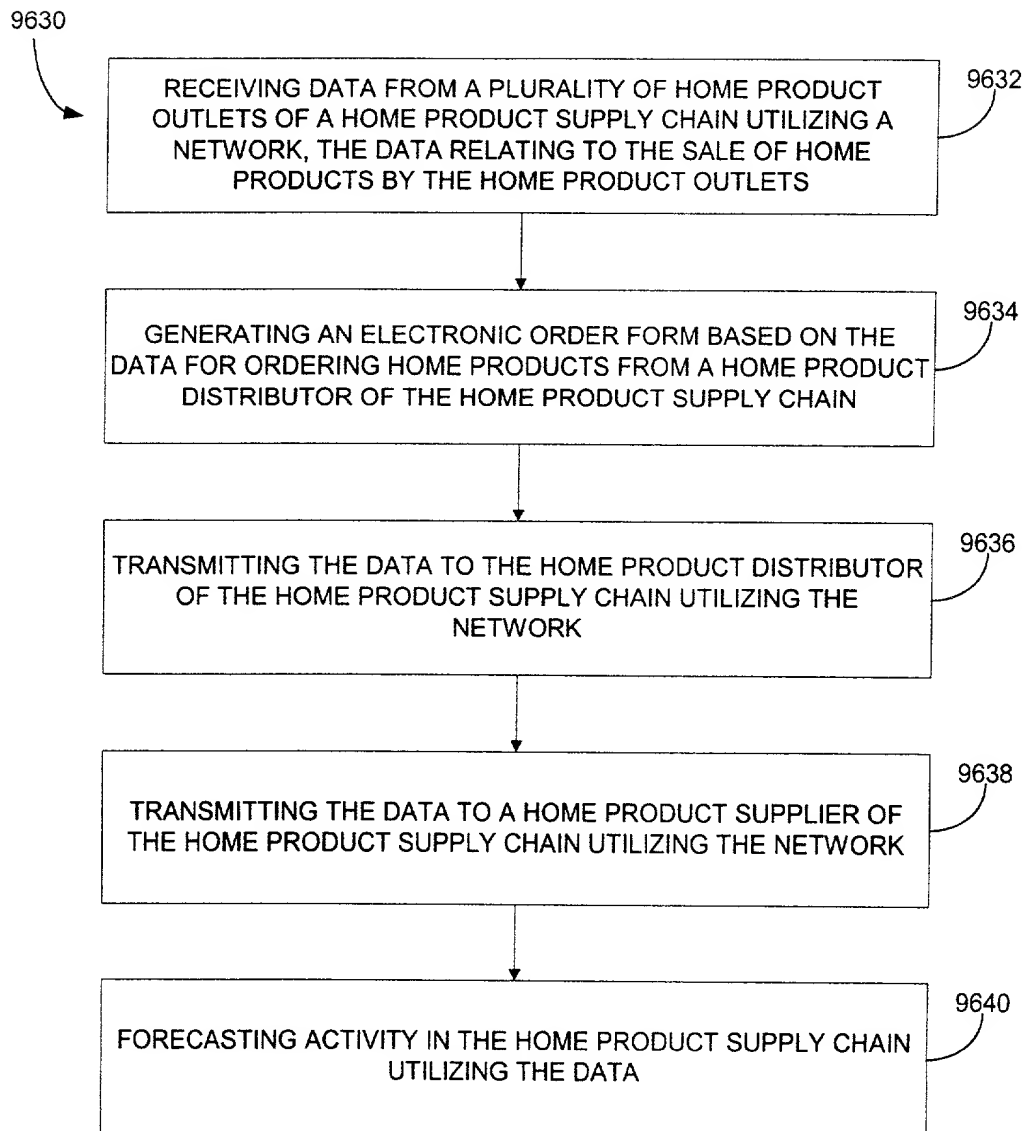 9630
RECEIVING DATA FROM A PLURALITY OF HOME PRODUCT
OUTLETS OF A HOME PRODUCT SUPPLY CHAIN UTILIZING A
NETWORK, THE DATA RELATING TO THE SALE OF HOME
PRODUCTS BY THE HOME PRODUCT OUTLETS
9632
GENERATING AN ELECTRONIC ORDER FORM BASED ON THE
DATA FOR ORDERING HOME PRODUCTS FROM A HOME PRODUCT
DISTRIBUTOR OF THE HOME PRODUCT SUPPLY CHAIN
9634
TRANSMITTING THE DATA TO THE HOME PRODUCT DISTRIBUTOR
OF THE HOME PRODUCT SUPPLY CHAIN UTILIZING THE
NETWORK
9636
TRANSMITTING THE DATA TO A HOME PRODUCT SUPPLIER OF
THE HOME PRODUCT SUPPLY CHAIN UTILIZING THE NETWORK
9638
FORECASTING ACTIVITY IN THE HOME PRODUCT SUPPLY CHAIN
UTILIZING THE DATA
9640